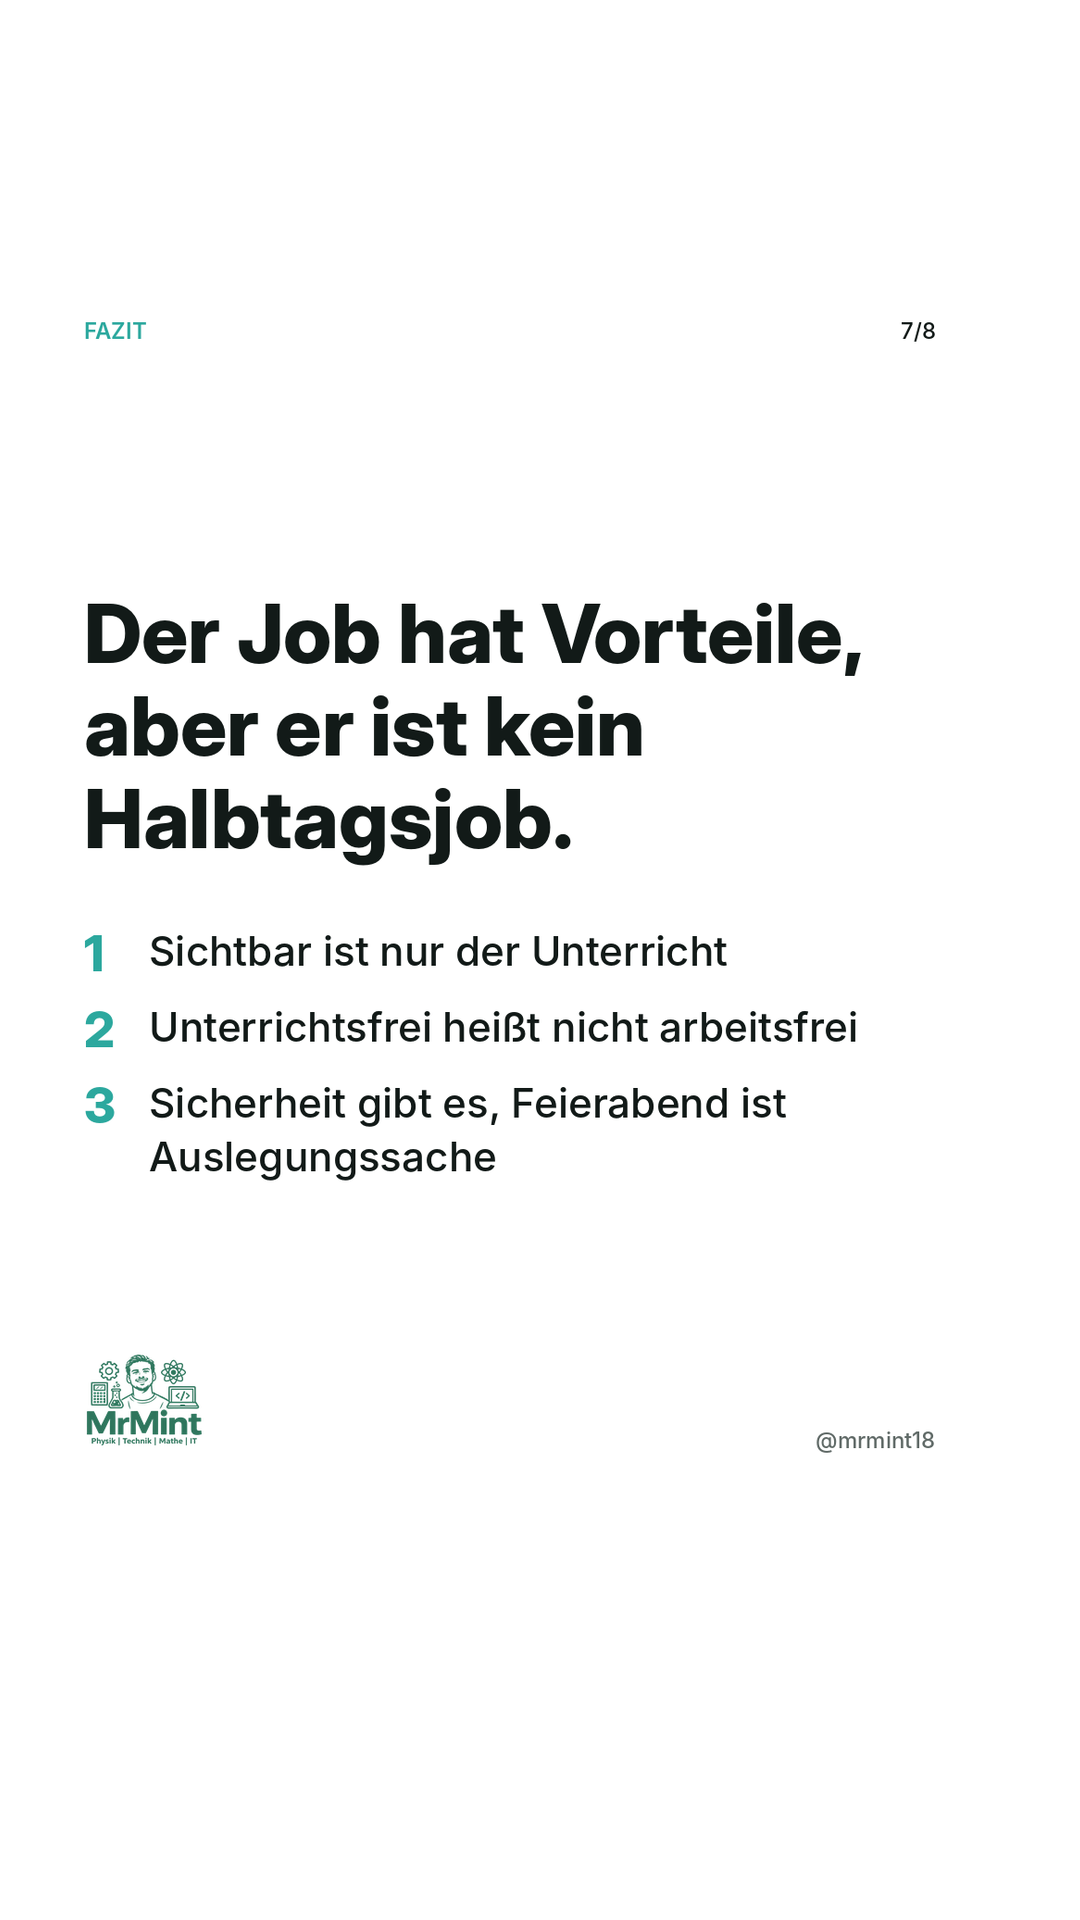 FAZIT
7/8
Der Job hat Vorteile,
aber er ist kein
Halbtagsjob.
1 Sichtbar ist nur der Unterricht
2 Unterrichtsfrei heißt nicht arbeitsfrei
3 Sicherheit gibt es, Feierabend ist
Auslegungssache
</>
MrMint
Physik | Technik | Mathe | IT
@mrmint18